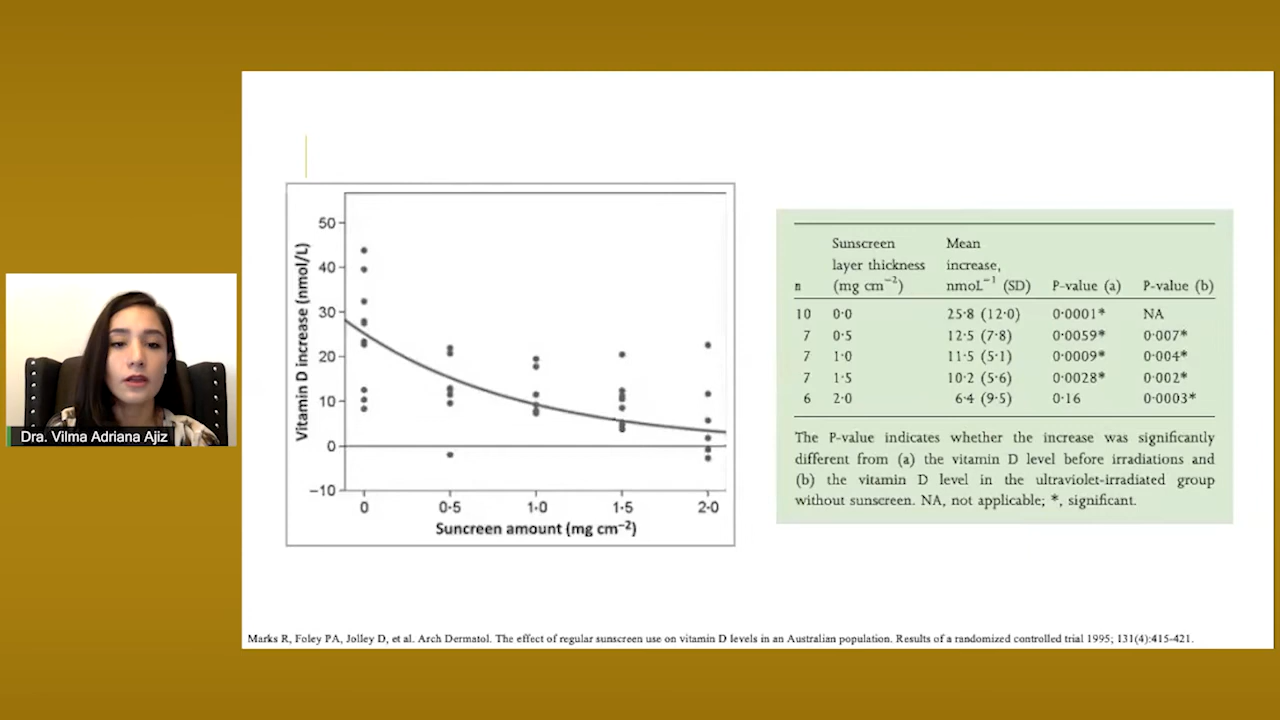 Dra. Vilma Adriana Ajiz
Vitamin D increase (nmol/L)
50
40
30
20
10
0
−10
0 0·5 1·0 1·5 2·0
Suncreen amount (mg cm−2)
Sunscreen Mean
layer thickness increase,
n (mg cm−2) nmoL−1 (SD) P-value (a) P-value (b)
10 0·0 25·8 (12·0) 0·0001* NA
7 0·5 12·5 (7·8) 0·0059* 0·007*
7 1·0 11·5 (5·1) 0·0009* 0·004*
7 1·5 10·2 (5·6) 0·0028* 0·002*
6 2·0 6·4 (9·5) 0·16 0·0003*
The P-value indicates whether the increase was significantly
different from (a) the vitamin D level before irradiations and
(b) the vitamin D level in the ultraviolet-irradiated group
without sunscreen. NA, not applicable; *, significant.
Marks R, Foley PA, Jolley D, et al. Arch Dermatol. The effect of regular sunscreen use on vitamin D levels in an Australian population. Results of a randomized controlled trial 1995; 131(4):415-421.